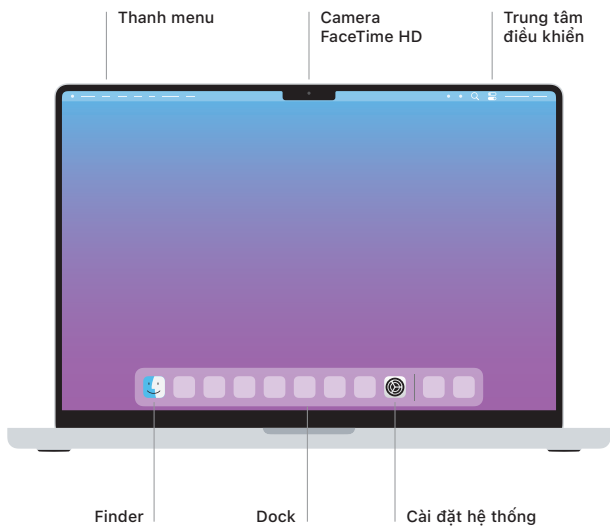 Thanh menu
Camera
FaceTime HD
Trung tâm
điều khiển
Finder
Dock
Cài đặt hệ thống